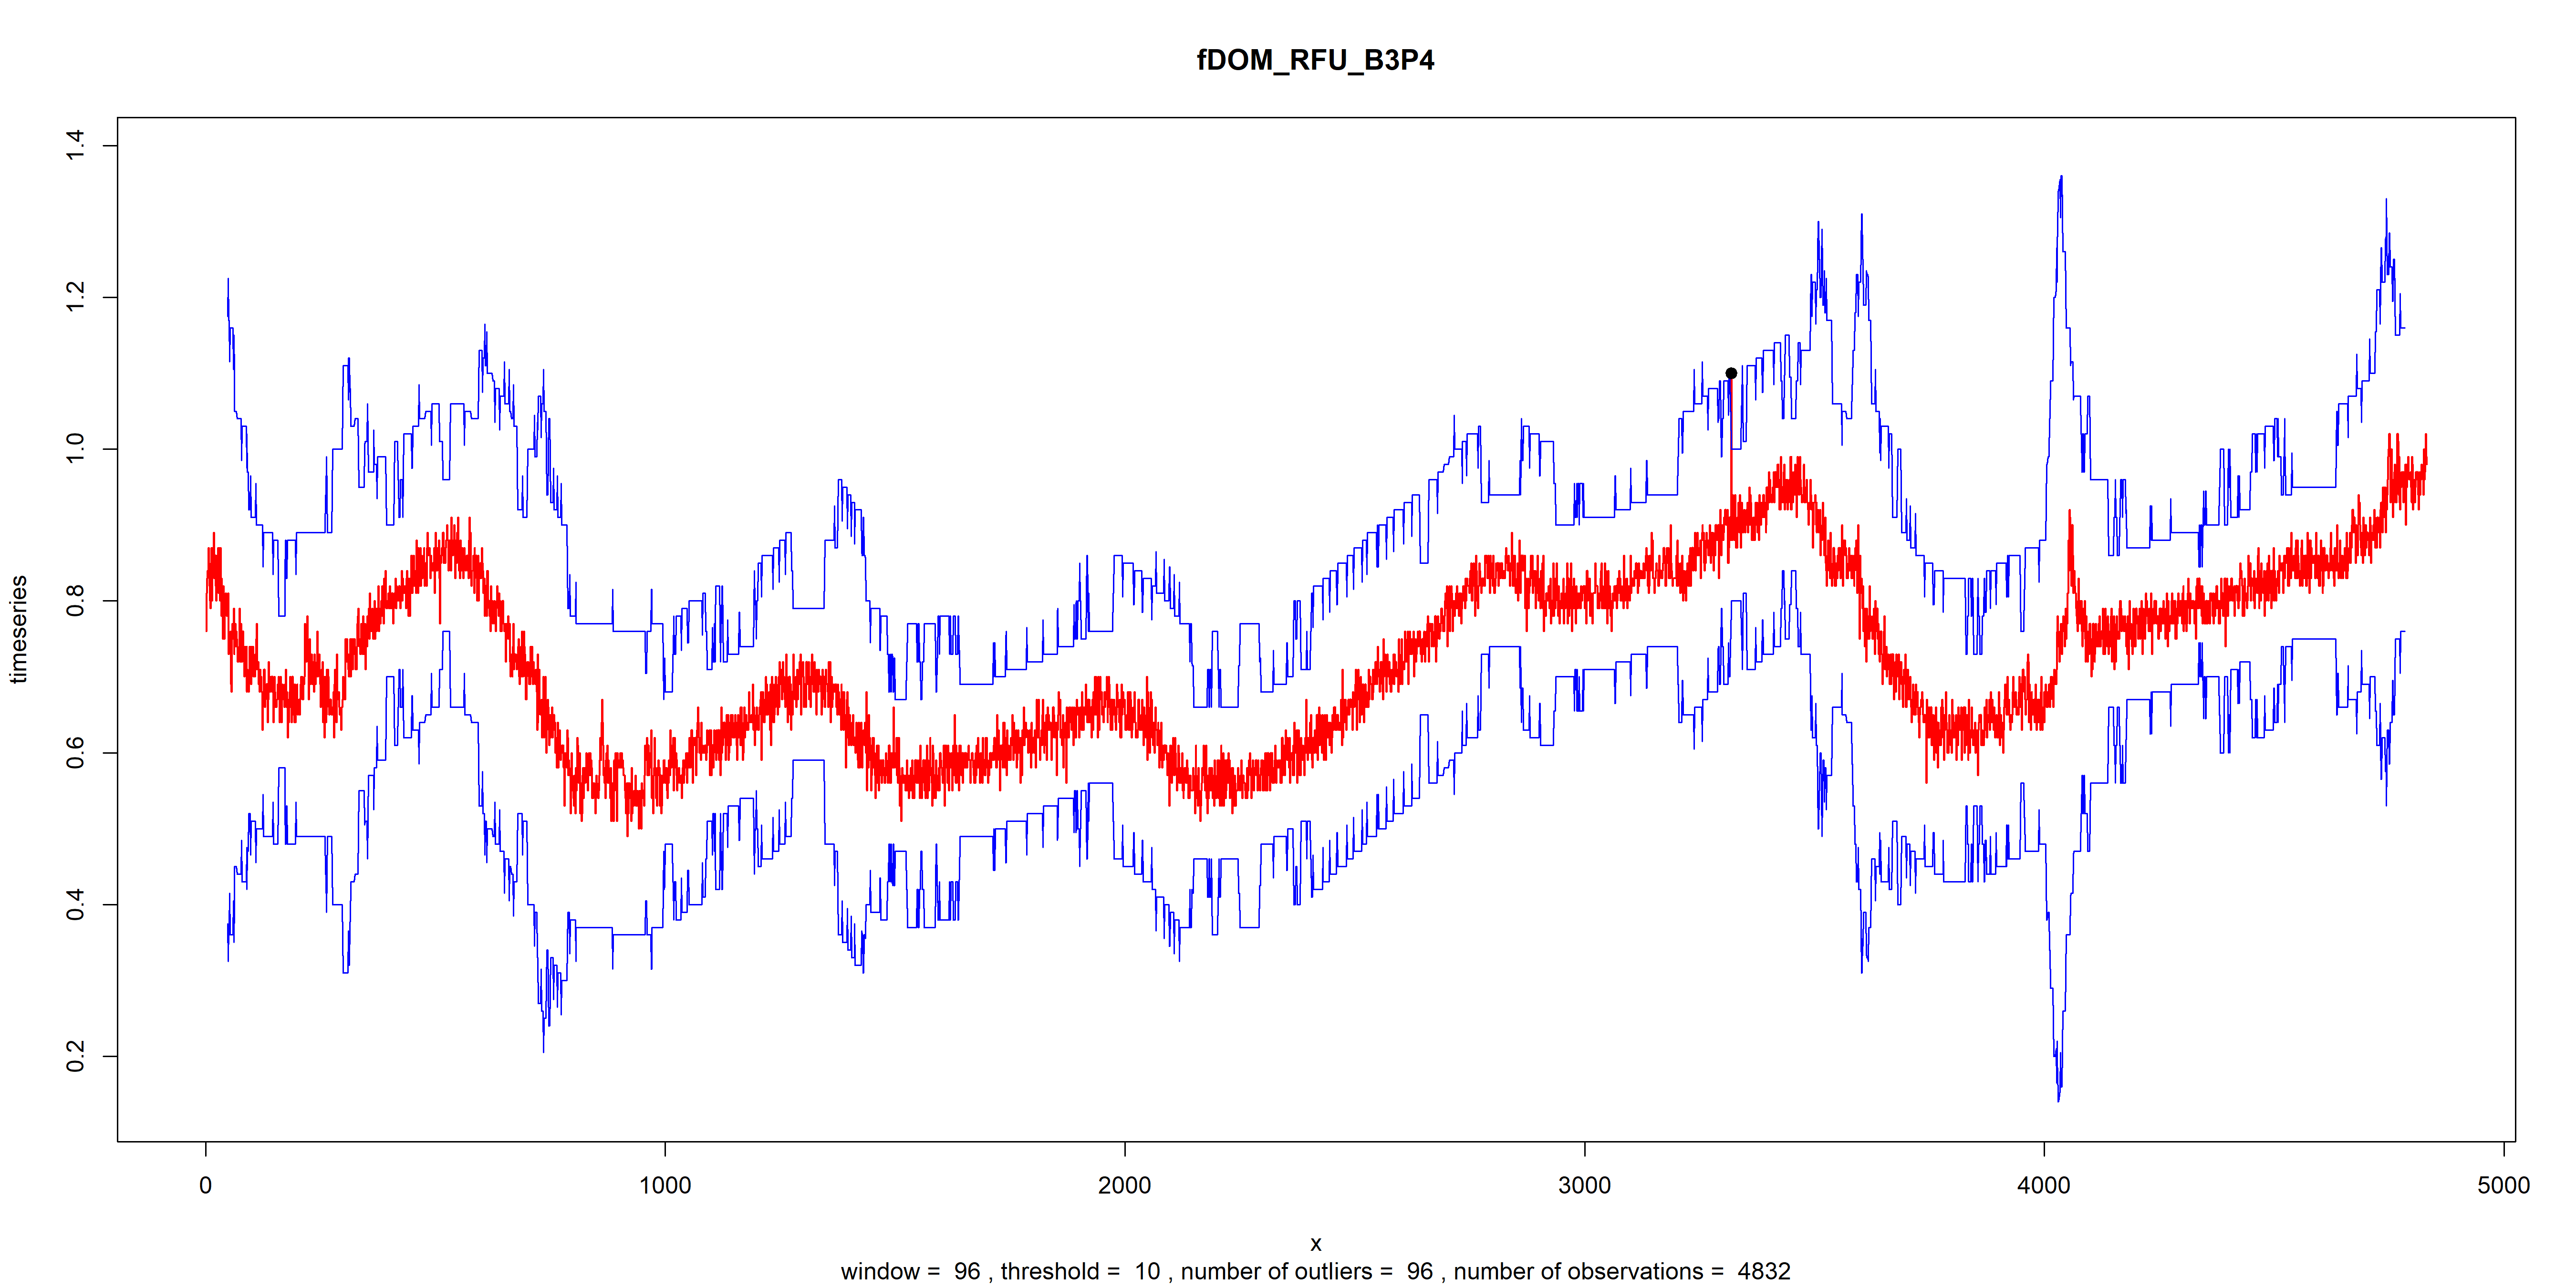 fDOM_RFU_B3P4
1.4
1.2
1.0
0.8
0.6
0.4
0.2
timeseries
0 1000 2000 3000 4000 5000
x
window = 96 , threshold = 10 , number of outliers = 96 , number of observations = 4832